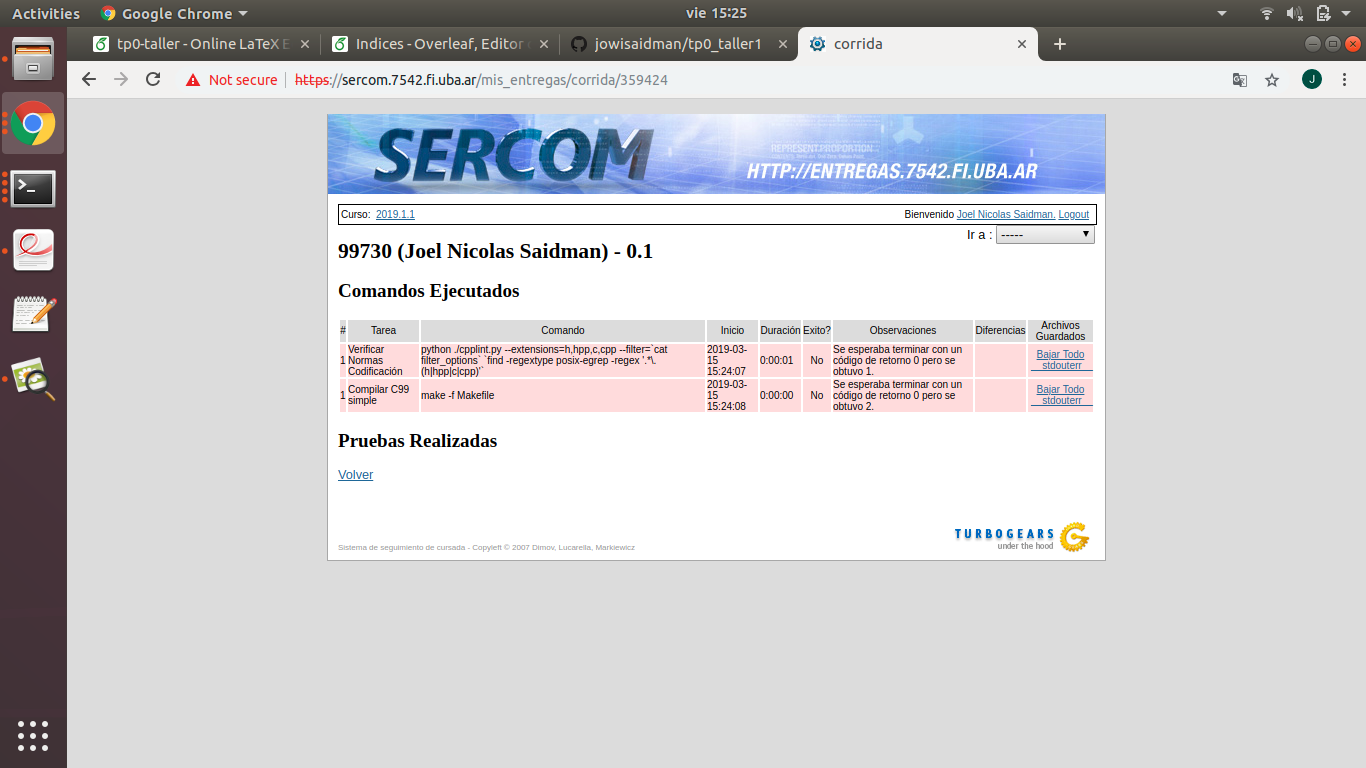 Activities
Google Chrome
vie 15:25
tp0-taller - Online LaTeX E
Indices - Overleaf, Editor
jowisaidman/tp0_taller1
corrida
Not secure
https://sercom.7542.fi.uba.ar/mis_entregas/corrida/359424
J
SERCOM
REPRESENT.PROPORTION
HTTP://ENTREGAS.7542.FI.UBA.AR
Curso: 2019.1.1
Bienvenido Joel Nicolas Saidman. Logout
Ir a : -----
99730 (Joel Nicolas Saidman) - 0.1
Comandos Ejecutados
# Tarea Comando Inicio Duración Exito? Observaciones Diferencias Archivos Guardados
1 Verificar Normas Codificación
python ./cpplint.py --extensions=h,hpp,c,cpp --filter=`cat
filter_options` `find -regextype posix-egrep -regex '.*\.
(h|hpp|c|cpp)'`
2019-03-
15
15:24:07
0:00:01
No
Se esperaba terminar con un
código de retorno 0 pero se
obtuvo 1.
Bajar Todo
stdouterr
1 Compilar C99 simple
make -f Makefile
2019-03-
15
15:24:08
0:00:00
No
Se esperaba terminar con un
código de retorno 0 pero se
obtuvo 2.
Bajar Todo
stdouterr
Pruebas Realizadas
Volver
TURBOGEARS
under the hood
Sistema de seguimiento de cursada - Copyleft © 2007 Dimov, Lucarella, Markiewicz